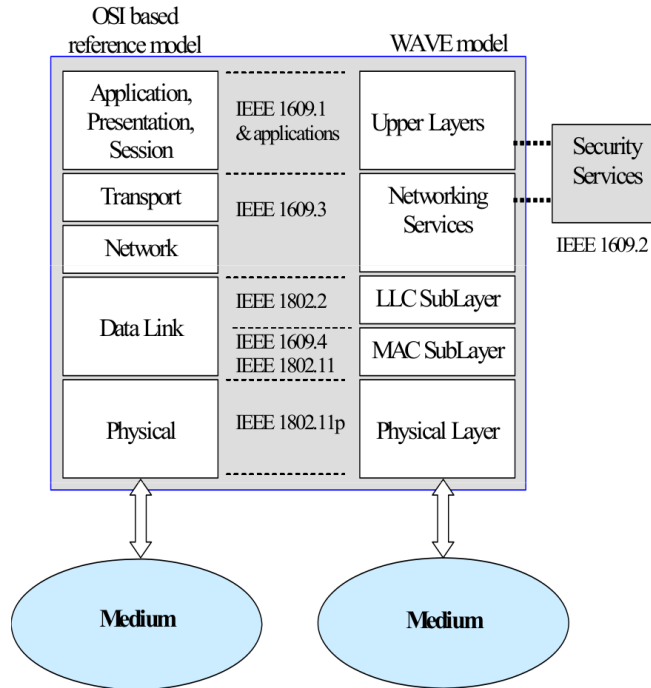 OSI based
reference model
WAVE model
Application,
Presentation,
Session
IEEE 1609.1
& applications
Upper Layers
Security
Services
Transport
IEEE 1609.3
Networking
Services
Network
IEEE 1609.2
Data Link
IEEE 1802.2
LLC SubLayer
IEEE 1609.4
IEEE 1802.11
MAC SubLayer
Physical
IEEE 1802.11p
Physical Layer
Medium
Medium